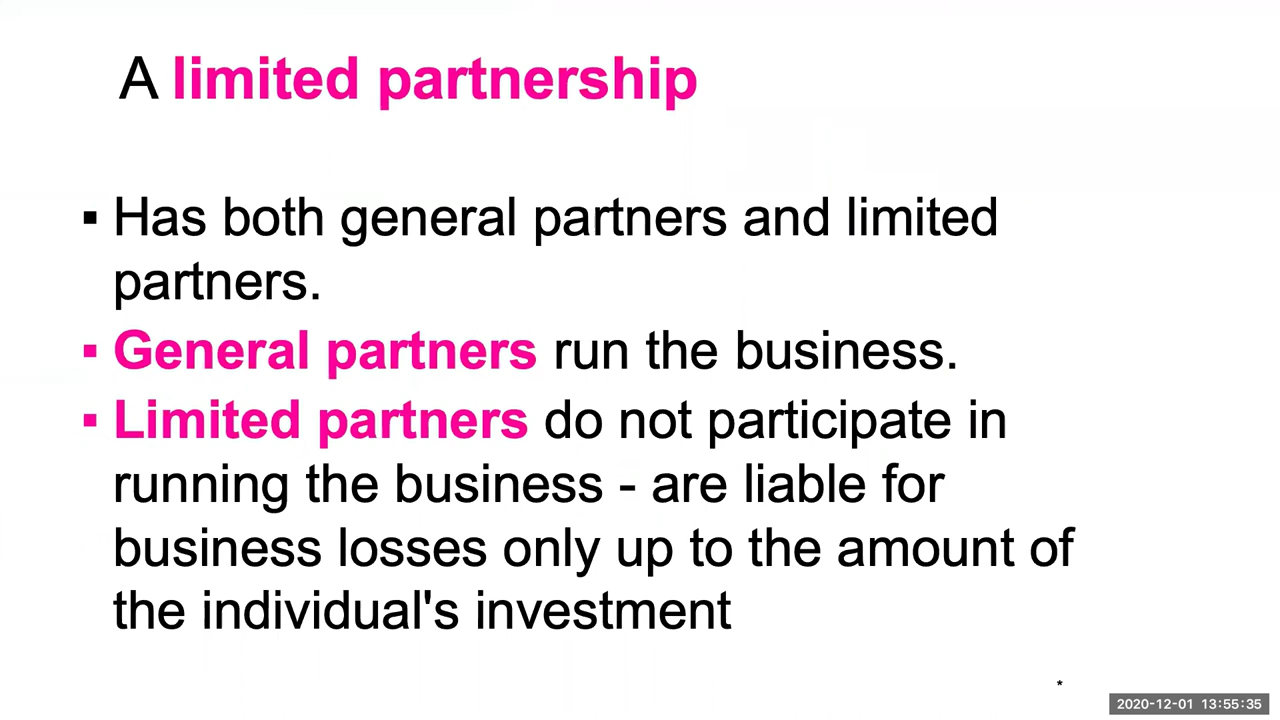 A limited partnership
▪ Has both general partners and limited
partners.
▪ General partners run the business.
▪ Limited partners do not participate in
running the business - are liable for
business losses only up to the amount of
the individual's investment
*
2020-12-01 13:55:35